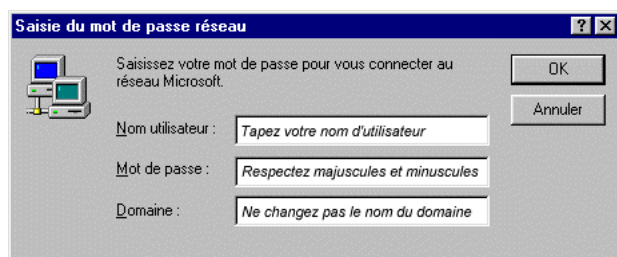 Saisie du mot de passe réseau
Saisissez votre mot de passe pour vous connecter au
réseau Microsoft.
OK
Annuler
Nom utilisateur : Tapez votre nom d'utilisateur
Mot de passe : Respectez majuscules et minuscules
Domaine : Ne changez pas le nom du domaine